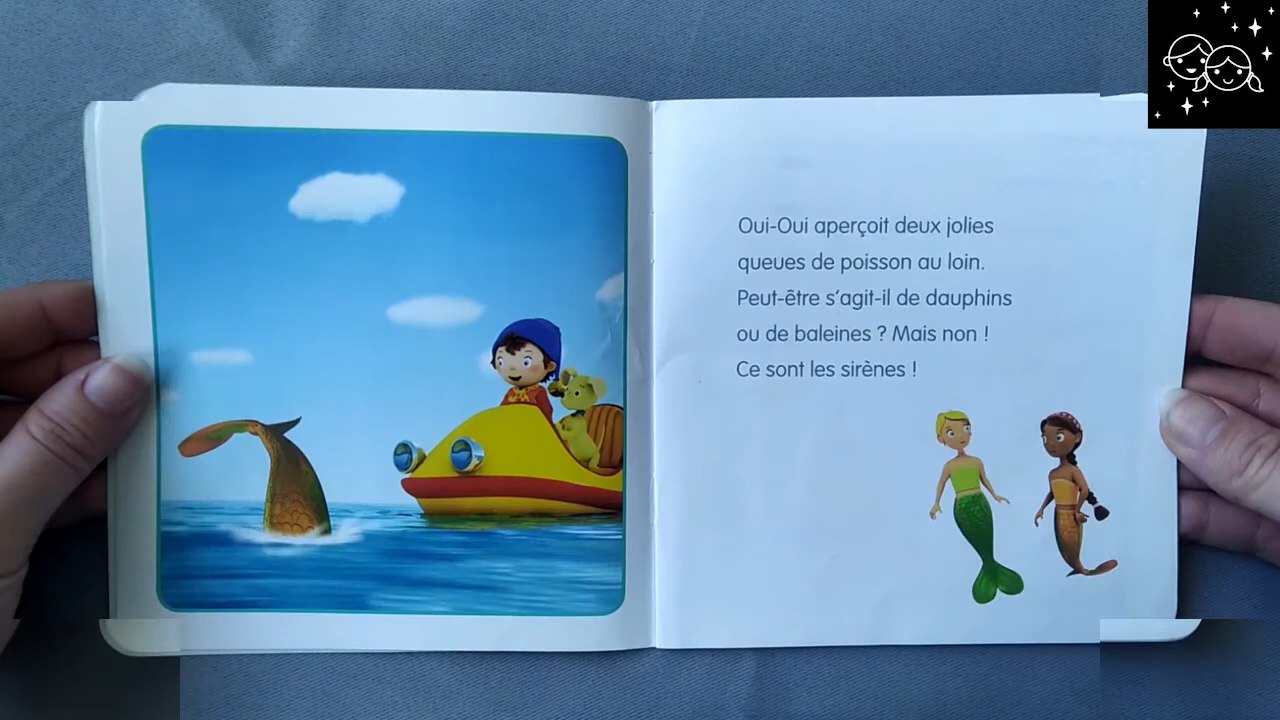 Oui-Oui aperçoit deux jolies
queues de poisson au loin.
Peut-être s’agit-il de dauphins
ou de baleines ? Mais non !
Ce sont les sirènes !